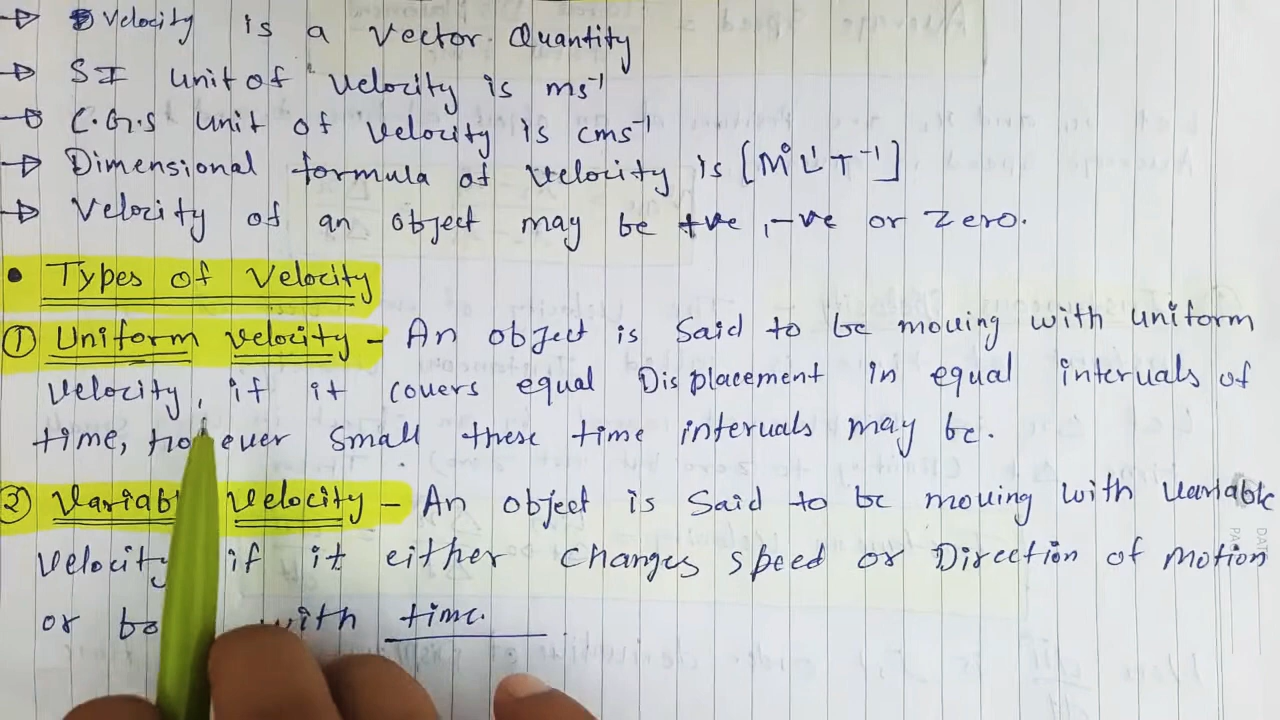 Velocity is a Vector Quantity
SI unit of velocity is ms⁻¹
C.G.S unit of velocity is cms⁻¹
Dimensional formula of velocity is [M⁰L¹T⁻¹]
Velocity of an object may be +ve, -ve or Zero.
• Types of Velocity
① Uniform velocity - An object is Said to be moving with uniform
velocity, if it covers equal Displacement in equal intervals of
time, however small these time intervals may be.
② Variable Velocity - An object is Said to be moving with variable
Velocity if it either changes speed or Direction of motion
or with time.